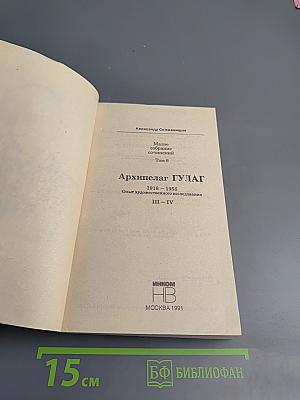 Александр Солженицын
Малое
собрание
сочинений
Том 6
Архипелаг ГУЛАГ
1918 – 1956
Опыт художественного исследования
III – IV
ИНКОМ
НВ
МОСКВА 1991
15 см
БФ БИБЛИОФАН